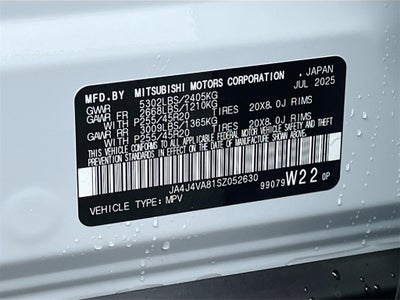 MFD.BY MITSUBISHI MOTORS CORPORATION , JAPAN
GVWR 5302LBS/2405KG JUL 2025
GAWR FR 2668LBS/1210KG
WITH P255/45R20 TIRES 20X8.0J RIMS
GAWR RR 3009LBS/1365KG
WITH P255/45R20 TIRES 20X8.0J RIMS
THIS VEHICLE CONFORMS TO ALL APPLICABLE FEDERAL MOTOR VEHICLE SAFETY,
BUMPER AND THEFT PREVENTION STANDARDS IN EFFECT ON THE DATE OF MANUFACTURE SHOWN ABOVE.
JA4J4VA81SZ052630
VEHICLE TYPE: MPV 99079 W22 OP